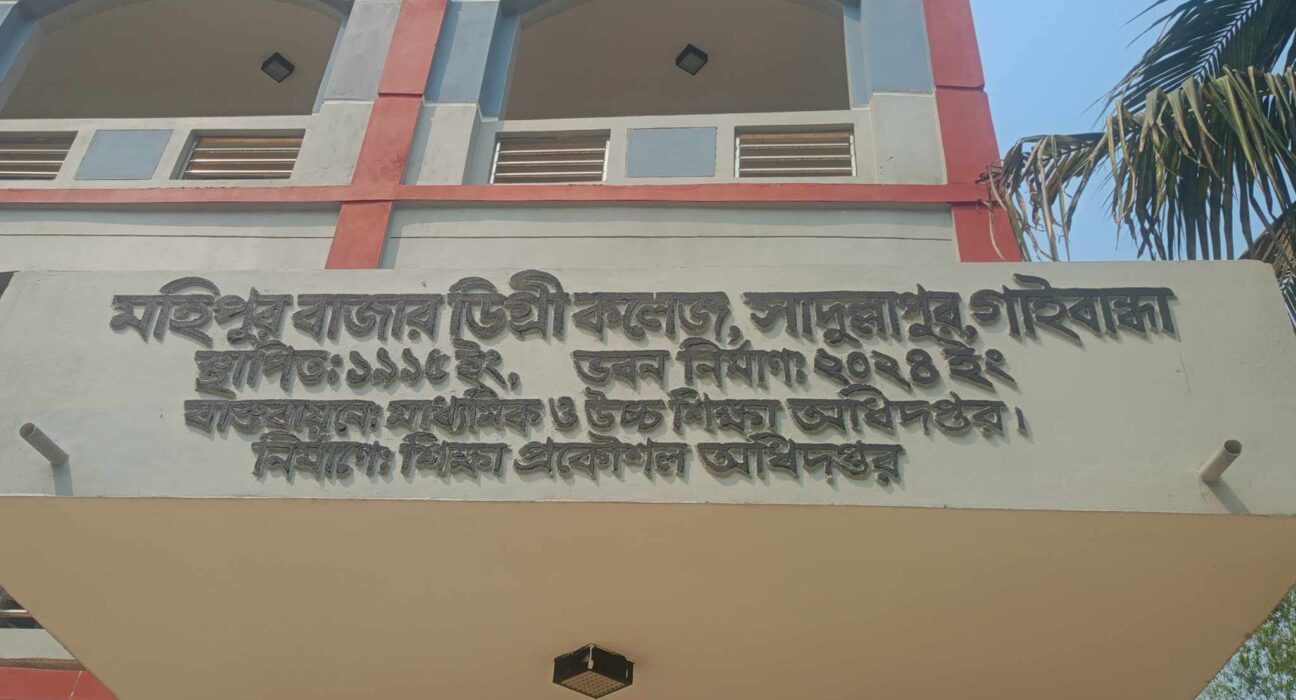 মহিপুর বাজার ডিগ্রী কলেজ, সাদুল্লাপুর, গাইবান্ধা
স্থাপিত: ১৯৯৫ ইং, ভবন নির্মাণ: ২০২৪ ইং
বাস্তবায়নে: মাধ্যমিক ও উচ্চ শিক্ষা অধিদপ্তর।
নির্মাণে: শিক্ষা প্রকৌশল অধিদপ্তর